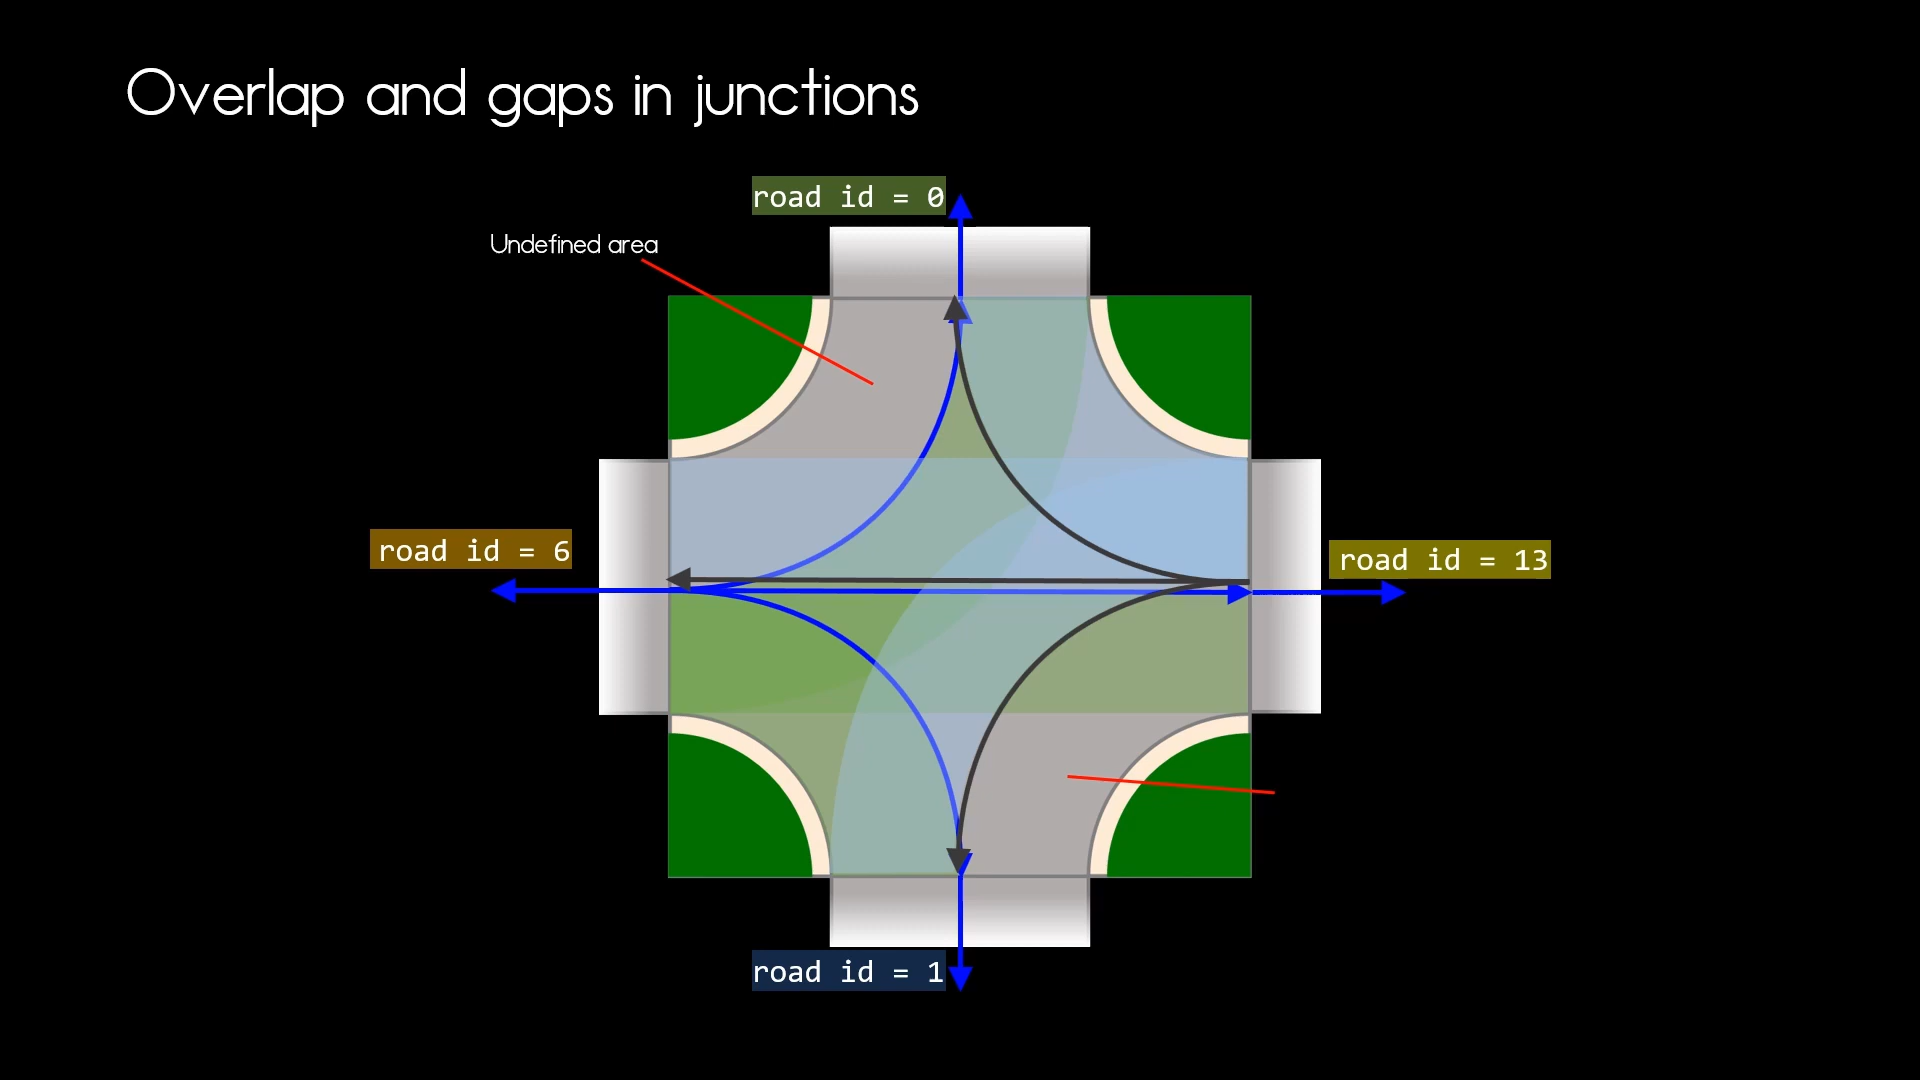 Overlap and gaps in junctions
road id = 0
Undefined area
road id = 6
road id = 13
road id = 1